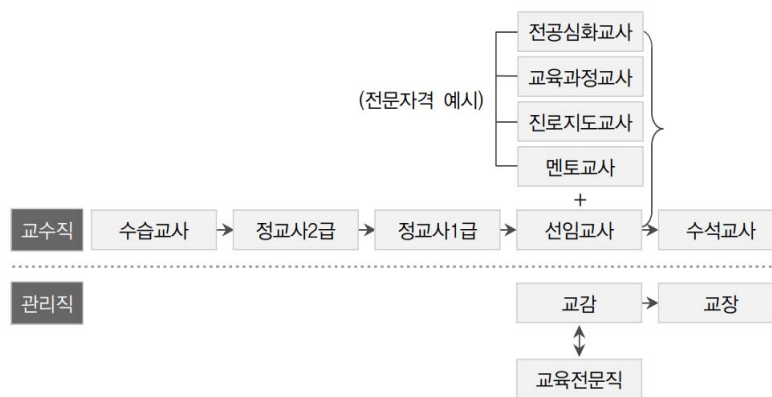 전공심화교사
교육과정교사
(전문자격 예시)
진로지도교사
멘토교사
+
교수직 수습교사 정교사2급 정교사1급 선임교사 수석교사
관리직 교감 교장
교육전문직